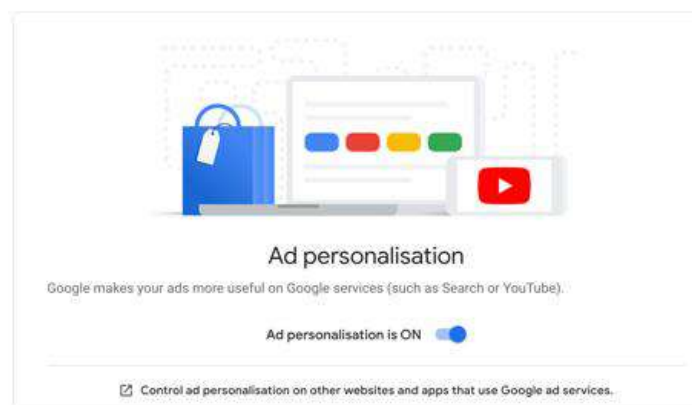 Ad personalisation
Google makes your ads more useful on Google services (such as Search or YouTube).
Ad personalisation is ON
Control ad personalisation on other websites and apps that use Google ad services.